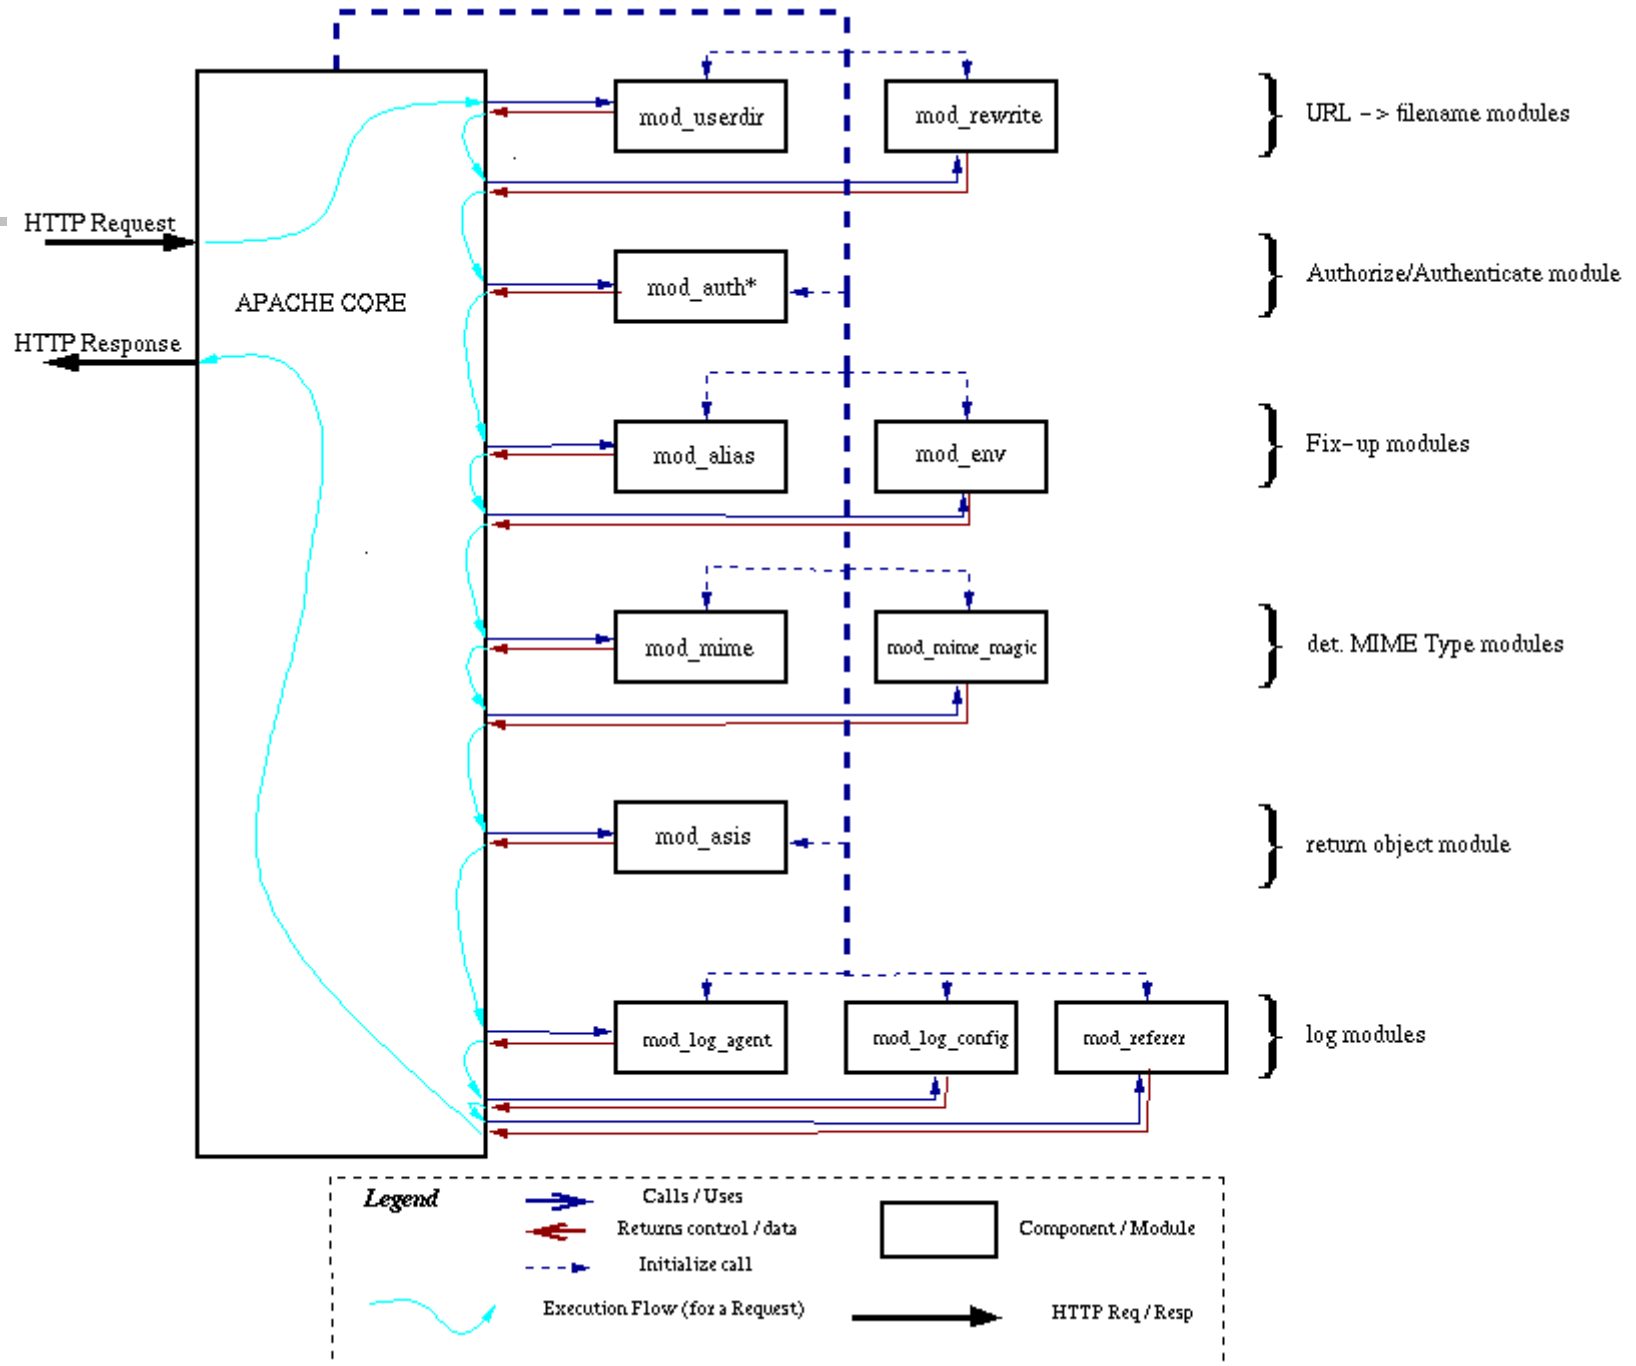 mod_userdir
mod_rewrite
URL -> filename modules
HTTP Request
mod_auth*
Authorize/Authenticate module
APACHE CORE
HTTP Response
mod_alias
mod_env
Fix-up modules
mod_mime
mod_mime_magic
det. MIME Type modules
mod_asis
return object module
mod_log_agent
mod_log_config
mod_referer
log modules
Legend
Calls / Uses
Returns control / data
Initialize call
Component / Module
Execution Flow (for a Request)
HTTP Req / Resp